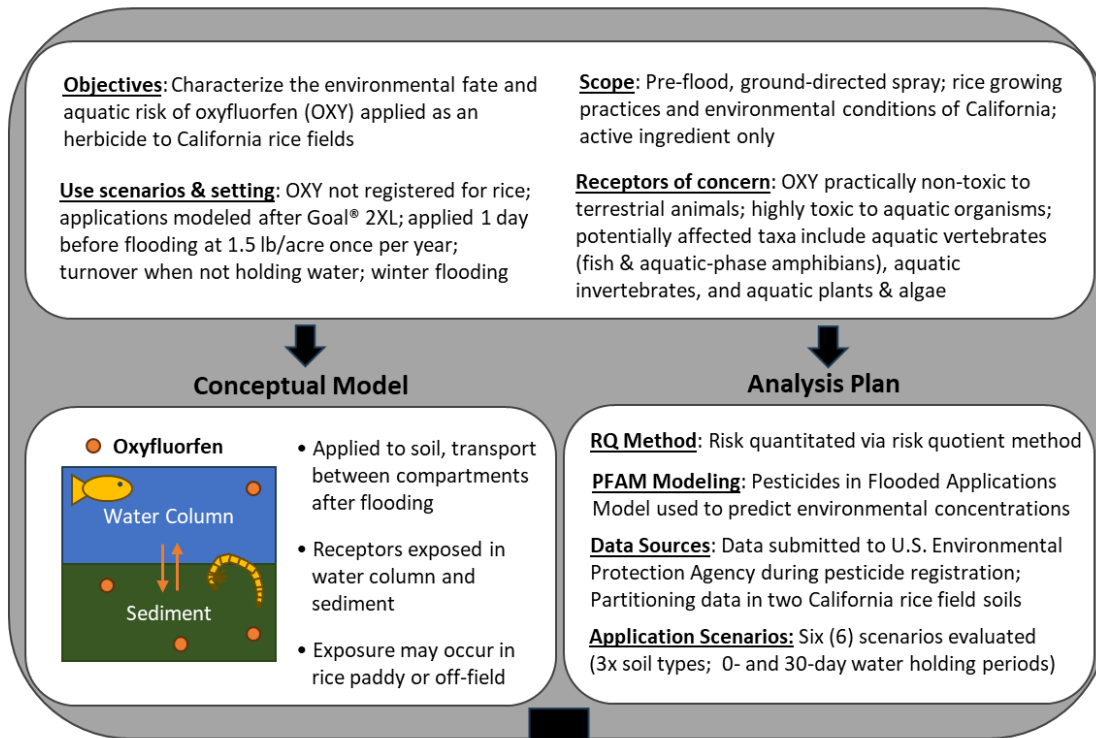 Objectives: Characterize the environmental fate and
aquatic risk of oxyfluorfen (OXY) applied as an
herbicide to California rice fields
Use scenarios & setting: OXY not registered for rice;
applications modeled after Goal® 2XL; applied 1 day
before flooding at 1.5 lb/acre once per year;
turnover when not holding water; winter flooding
Scope: Pre-flood, ground-directed spray; rice growing
practices and environmental conditions of California;
active ingredient only
Receptors of concern: OXY practically non-toxic to
terrestrial animals; highly toxic to aquatic organisms;
potentially affected taxa include aquatic vertebrates
(fish & aquatic-phase amphibians), aquatic
invertebrates, and aquatic plants & algae
Conceptual Model
Oxyfluorfen
Water Column
Sediment
• Applied to soil, transport
between compartments
after flooding
• Receptors exposed in
water column and
sediment
• Exposure may occur in
rice paddy or off-field
Analysis Plan
RQ Method: Risk quantitated via risk quotient method
PFAM Modeling: Pesticides in Flooded Applications
Model used to predict environmental concentrations
Data Sources: Data submitted to U.S. Environmental
Protection Agency during pesticide registration;
Partitioning data in two California rice field soils
Application Scenarios: Six (6) scenarios evaluated
(3x soil types; 0- and 30-day water holding periods)